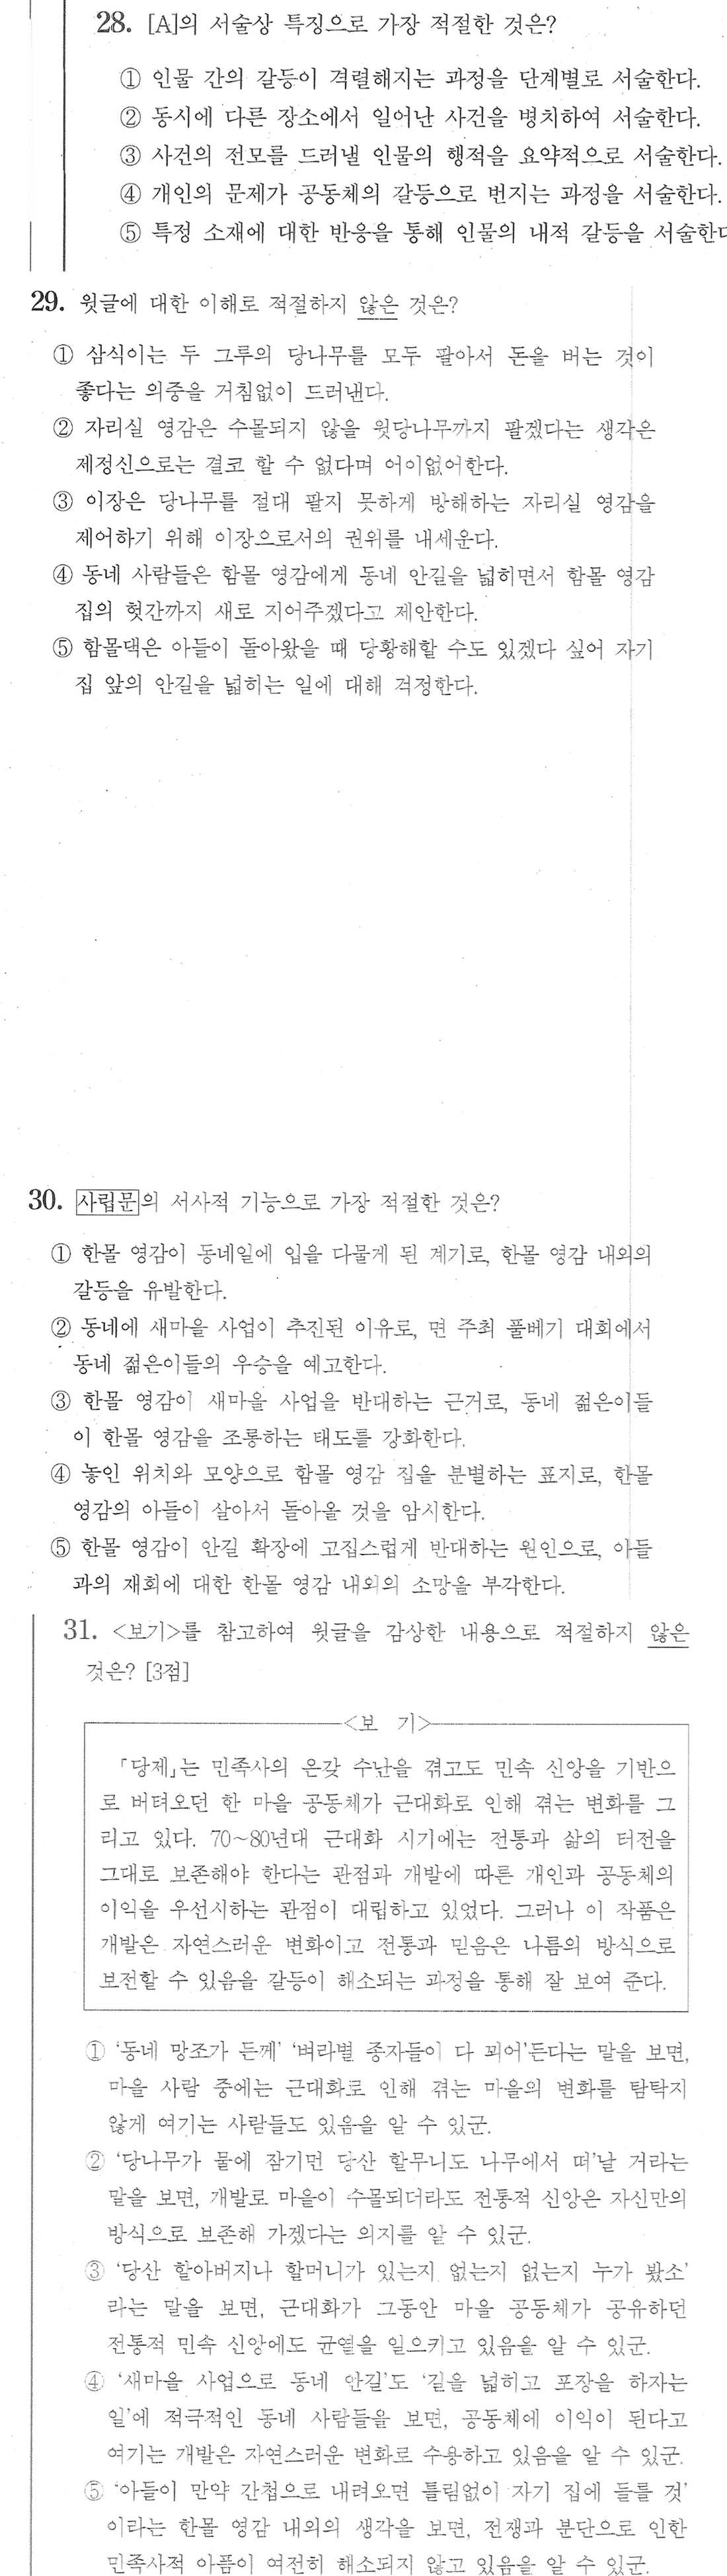 28. [A]의 서술상 특징으로 가장 적절한 것은?
① 인물 간의 갈등이 격렬해지는 과정을 단계별로 서술한다.
② 동시에 다른 장소에서 일어난 사건을 병치하여 서술한다.
③ 사건의 전모를 드러낼 인물의 행적을 요약적으로 서술한다.
④ 개인의 문제가 공동체의 갈등으로 번지는 과정을 서술한다.
⑤ 특정 소재에 대한 반응을 통해 인물의 내적 갈등을 서술한다
29. 윗글에 대한 이해로 적절하지 않은 것은?
① 삼식이는 두 그루의 당나무를 모두 팔아서 돈을 버는 것이
좋다는 의중을 거침없이 드러낸다.
② 자리실 영감은 수몰되지 않을 윗당나무까지 팔겠다는 생각은
제정신으로는 결코 할 수 없다며 어이없어한다.
③ 이장은 당나무를 절대 팔지 못하게 방해하는 자리실 영감을
제어하기 위해 이장으로서의 권위를 내세운다.
④ 동네 사람들은 함몰 영감에게 동네 안길을 넓히면서 함몰 영감
집의 헛간까지 새로 지어주겠다고 제안한다.
⑤ 함몰댁은 아들이 돌아왔을 때 당황해할 수도 있겠다 싶어 자기
집 앞의 안길을 넓히는 일에 대해 걱정한다.
30. 사립문의 서사적 기능으로 가장 적절한 것은?
① 한몰 영감이 동네일에 입을 다물게 된 계기로, 한몰 영감 내외의
갈등을 유발한다.
② 동네에 새마을 사업이 추진된 이유로, 면 주최 풀베기 대회에서
동네 젊은이들의 우승을 예고한다.
③ 한몰 영감이 새마을 사업을 반대하는 근거로, 동네 젊은이들
이 한몰 영감을 조롱하는 태도를 강화한다.
④ 놓인 위치와 모양으로 함몰 영감 집을 분별하는 표지로, 한몰
영감의 아들이 살아서 돌아올 것을 암시한다.
⑤ 한몰 영감이 안길 확장에 고집스럽게 반대하는 원인으로, 아들
과의 재회에 대한 한몰 영감 내외의 소망을 부각한다.
31. <보기>를 참고하여 윗글을 감상한 내용으로 적절하지 않은
것은? [3점]
<보 기>
「당제」는 민족사의 온갖 수난을 겪고도 민속 신앙을 기반으
로 버텨오던 한 마을 공동체가 근대화로 인해 겪는 변화를 그
리고 있다. 70~80년대 근대화 시기에는 전통과 삶의 터전을
그대로 보존해야 한다는 관점과 개발에 따른 개인과 공동체의
이익을 우선시하는 관점이 대립하고 있었다. 그러나 이 작품은
개발은 자연스러운 변화이고 전통과 믿음은 나름의 방식으로
보전할 수 있음을 갈등이 해소되는 과정을 통해 잘 보여 준다.
① ‘동네 망조가 든께’ ‘벼라별 종자들이 다 꾀어’든다는 말을 보면,
마을 사람 중에는 근대화로 인해 겪는 마을의 변화를 탐탁지
않게 여기는 사람들도 있음을 알 수 있군.
② ‘당나무가 물에 잠기먼 당산 할무니도 나무에서 떠’날 거라는
말을 보면, 개발로 마을이 수몰되더라도 전통적 신앙은 자신만의
방식으로 보존해 가겠다는 의지를 알 수 있군.
③ ‘당산 할아버지나 할머니가 있는지 없는지 없는지 누가 봤소’
라는 말을 보면, 근대화가 그동안 마을 공동체가 공유하던
전통적 민속 신앙에도 균열을 일으키고 있음을 알 수 있군.
④ ‘새마을 사업으로 동네 안길’도 ‘길을 넓히고 포장을 하자는
일’에 적극적인 동네 사람들을 보면, 공동체에 이익이 된다고
여기는 개발은 자연스러운 변화로 수용하고 있음을 알 수 있군.
⑤ ‘아들이 만약 간첩으로 내려오면 틀림없이 자기 집에 들를 것’
이라는 한몰 영감 내외의 생각을 보면, 전쟁과 분단으로 인한
민족사적 아픔이 여전히 해소되지 않고 있음을 알 수 있군.